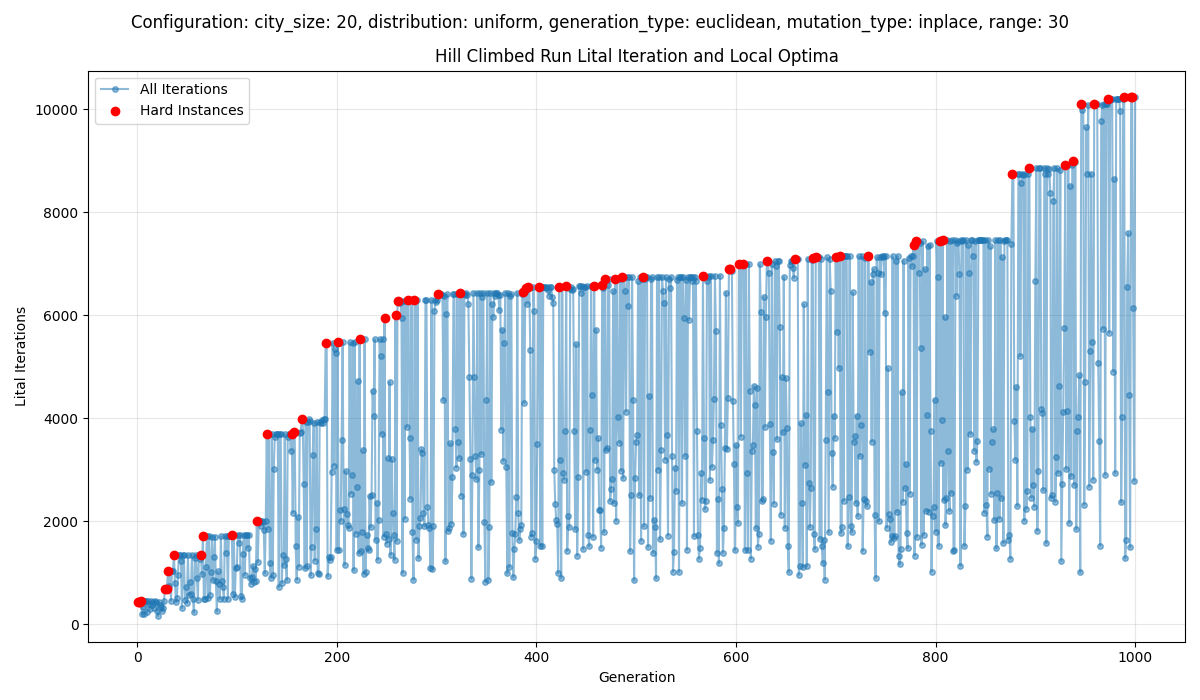 Configuration: city_size: 20, distribution: uniform, generation_type: euclidean, mutation_type: inplace, range: 30
Hill Climbed Run Lital Iteration and Local Optima
All Iterations
Hard Instances
10000
8000
6000
4000
2000
0
Lital Iterations
0 200 400 600 800 1000
Generation